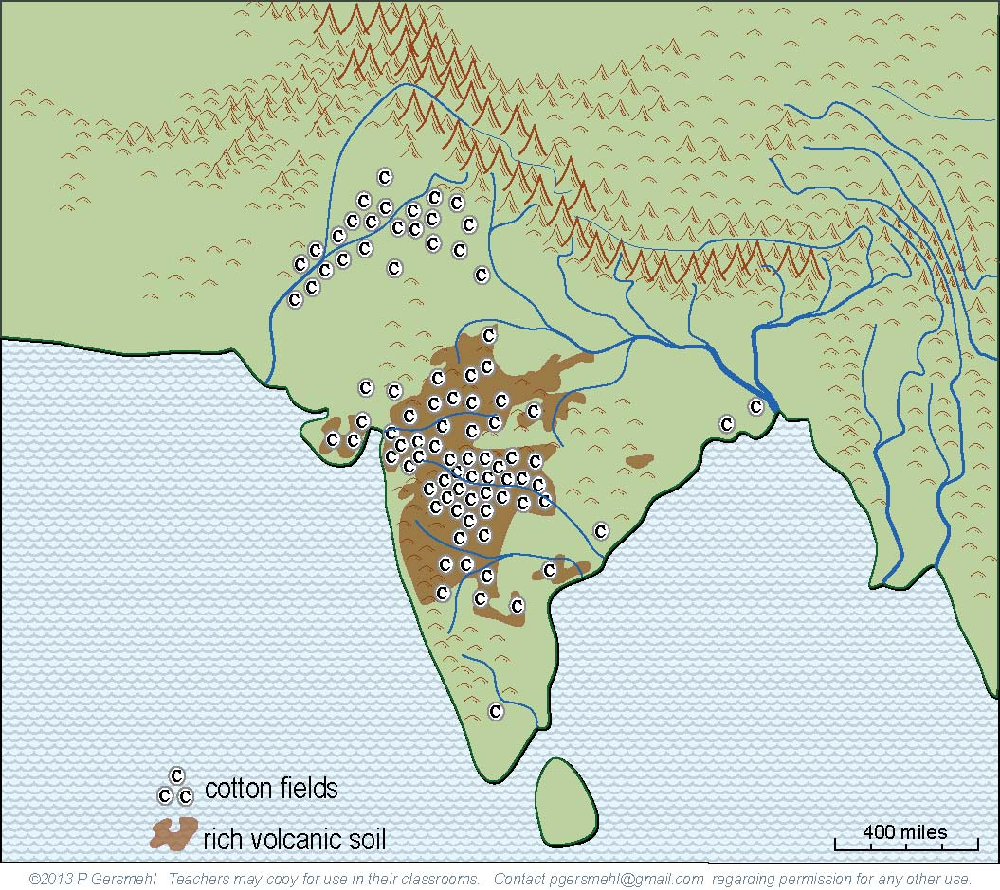 cotton fields
rich volcanic soil
400 miles
©2013 P Gersmehl Teachers may copy for use in their classrooms. Contact pgersmehl@gmail.com regarding permission for any other use.